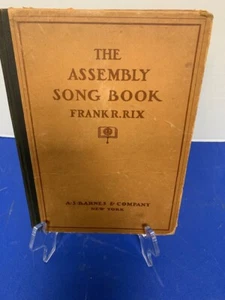 THE
ASSEMBLY
SONG BOOK
FRANK R. RIX
A·S·BARNES & COMPANY
NEW YORK